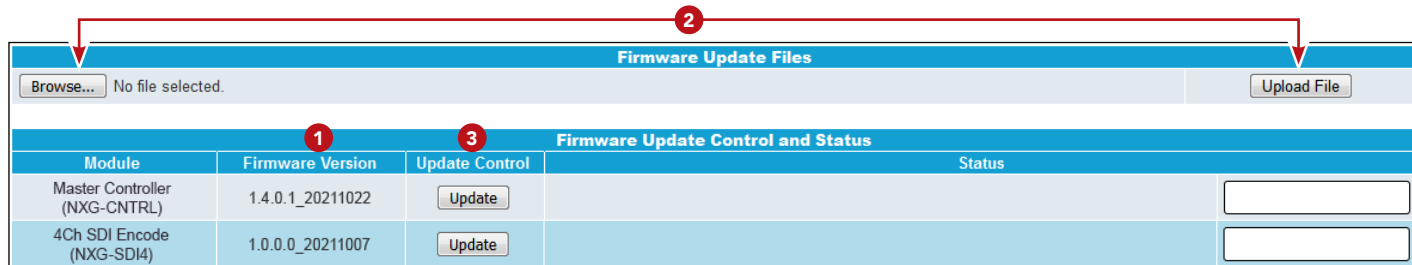 2
Firmware Update Files
Browse... No file selected. Upload File
1 3
Firmware Update Control and Status
Module Firmware Version Update Control Status
Master Controller
(NXG-CNTRL) 1.4.0.1_20211022 Update
4Ch SDI Encode
(NXG-SDI4) 1.0.0.0_20211007 Update